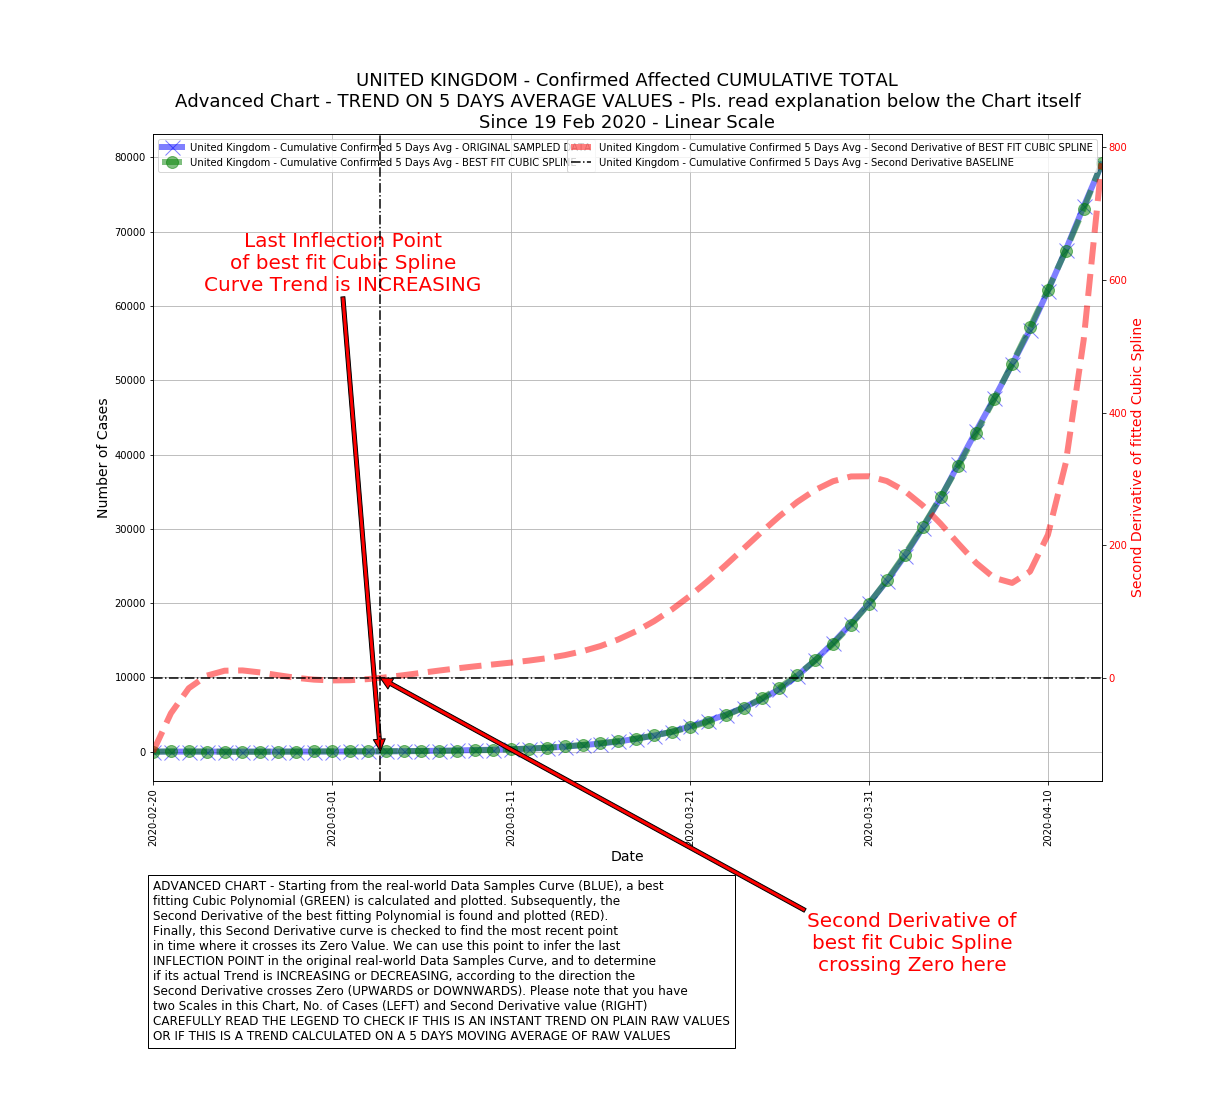 UNITED KINGDOM - Confirmed Affected CUMULATIVE TOTAL
Advanced Chart - TREND ON 5 DAYS AVERAGE VALUES - Pls. read explanation below the Chart itself
Since 19 Feb 2020 - Linear Scale
United Kingdom - Cumulative Confirmed 5 Days Avg - ORIGINAL SAMPLED
United Kingdom - Cumulative Confirmed 5 Days Avg - BEST FIT CUBIC SPLINE
United Kingdom - Cumulative Confirmed 5 Days Avg - Second Derivative of BEST FIT CUBIC SPLINE
United Kingdom - Cumulative Confirmed 5 Days Avg - Second Derivative BASELINE
80000
70000
60000
50000
40000
30000
20000
10000
0
Number of Cases
800
600
400
200
0
Second Derivative of fitted Cubic Spline
Last Inflection Point
of best fit Cubic Spline
Curve Trend is INCREASING
2020-02-20
2020-03-01
2020-03-11
2020-03-21
2020-03-31
2020-04-10
Date
Second Derivative of
best fit Cubic Spline
crossing Zero here
ADVANCED CHART - Starting from the real-world Data Samples Curve (BLUE), a best
fitting Cubic Polynomial (GREEN) is calculated and plotted. Subsequently, the
Second Derivative of the best fitting Polynomial is found and plotted (RED).
Finally, this Second Derivative curve is checked to find the most recent point
in time where it crosses its Zero Value. We can use this point to infer the last
INFLECTION POINT in the original real-world Data Samples Curve, and to determine
if its actual Trend is INCREASING or DECREASING, according to the direction the
Second Derivative crosses Zero (UPWARDS or DOWNWARDS). Please note that you have
two Scales in this Chart, No. of Cases (LEFT) and Second Derivative value (RIGHT)
CAREFULLY READ THE LEGEND TO CHECK IF THIS IS AN INSTANT TREND ON PLAIN RAW VALUES
OR IF THIS IS A TREND CALCULATED ON A 5 DAYS MOVING AVERAGE OF RAW VALUES